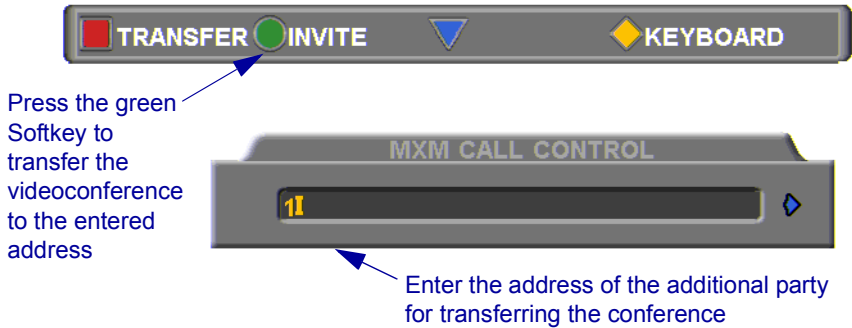 TRANSFER INVITE KEYBOARD
Press the green
Softkey to
transfer the
videoconference
to the entered
address
MXM CALL CONTROL
1
Enter the address of the additional party
for transferring the conference